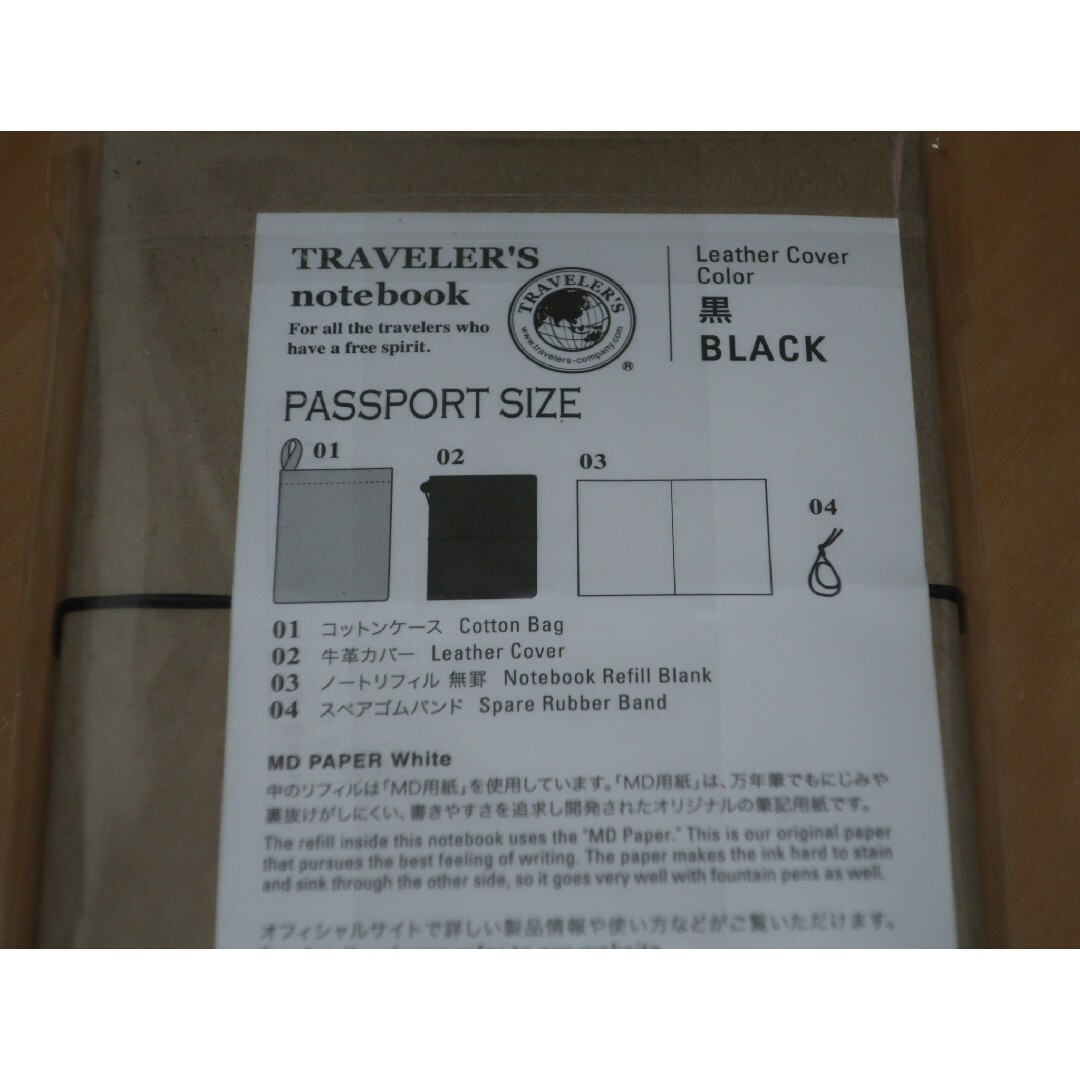 TRAVELER'S
notebook
For all the travelers who
have a free spirit.
TRAVELER'S
www.travelers-company.com
®
Leather Cover
Color
黒
BLACK
PASSPORT SIZE
01
02
03
04
01 コットンケース Cotton Bag
02 牛革カバー Leather Cover
03 ノートリフィル 無罫 Notebook Refill Blank
04 スペアゴムバンド Spare Rubber Band
MD PAPER White
中のリフィルは「MD用紙」を使用しています。「MD用紙」は、万年筆でもにじみや
裏抜けがしにくい、書きやすさを追求し開発されたオリジナルの筆記用紙です。
The refill inside this notebook uses the "MD Paper." This is our original paper
that pursues the best feeling of writing. The paper makes the ink hard to stain
and sink through the other side, so it goes very well with fountain pens as well.
オフィシャルサイトで詳しい製品情報や使い方などがご覧いただけます。